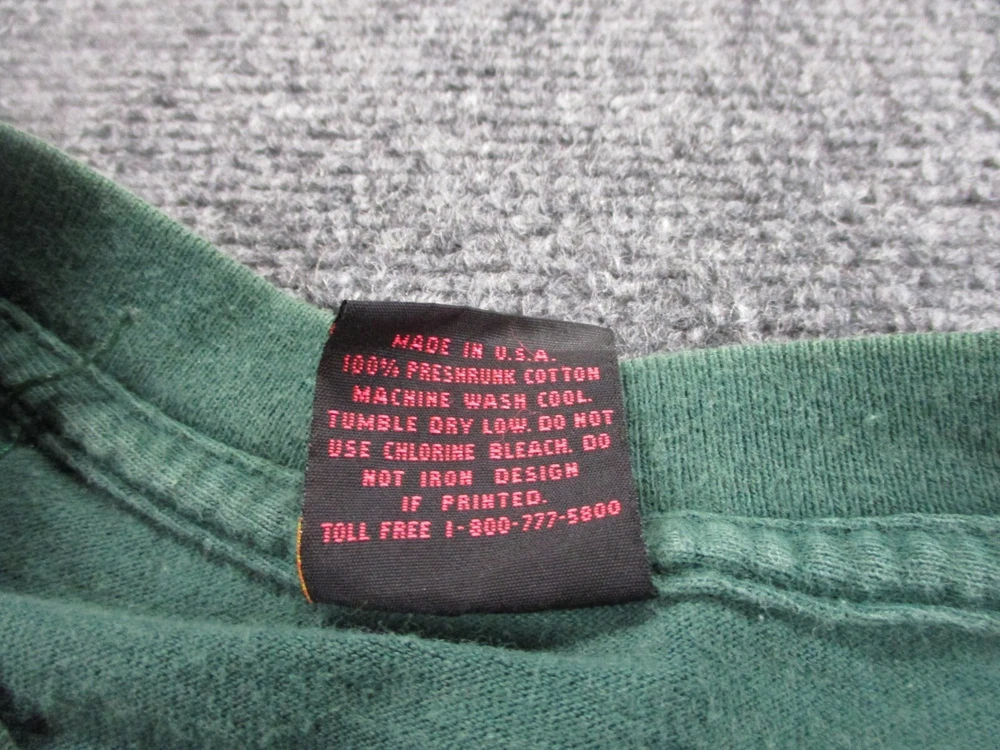 MADE IN U.S.A.
100% PRESHRUNK COTTON
MACHINE WASH COOL.
TUMBLE DRY LOW. DO NOT
USE CHLORINE BLEACH. DO
NOT IRON DESIGN
IF PRINTED.
TOLL FREE 1-800-777-5800